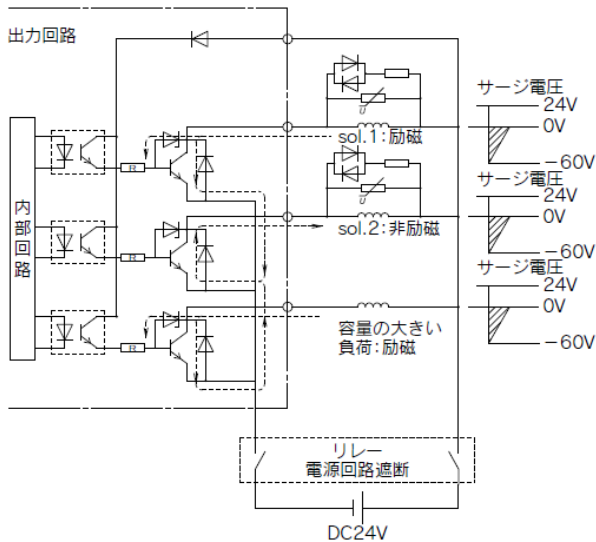 出力回路
サージ電圧
24V
0V
−60V
U
sol.1:励磁
R
サージ電圧
24V
0V
−60V
U
sol.2:非励磁
内部回路
R
サージ電圧
24V
0V
−60V
容量の大きい
負荷:励磁
R
リレー
電源回路遮断
DC24V